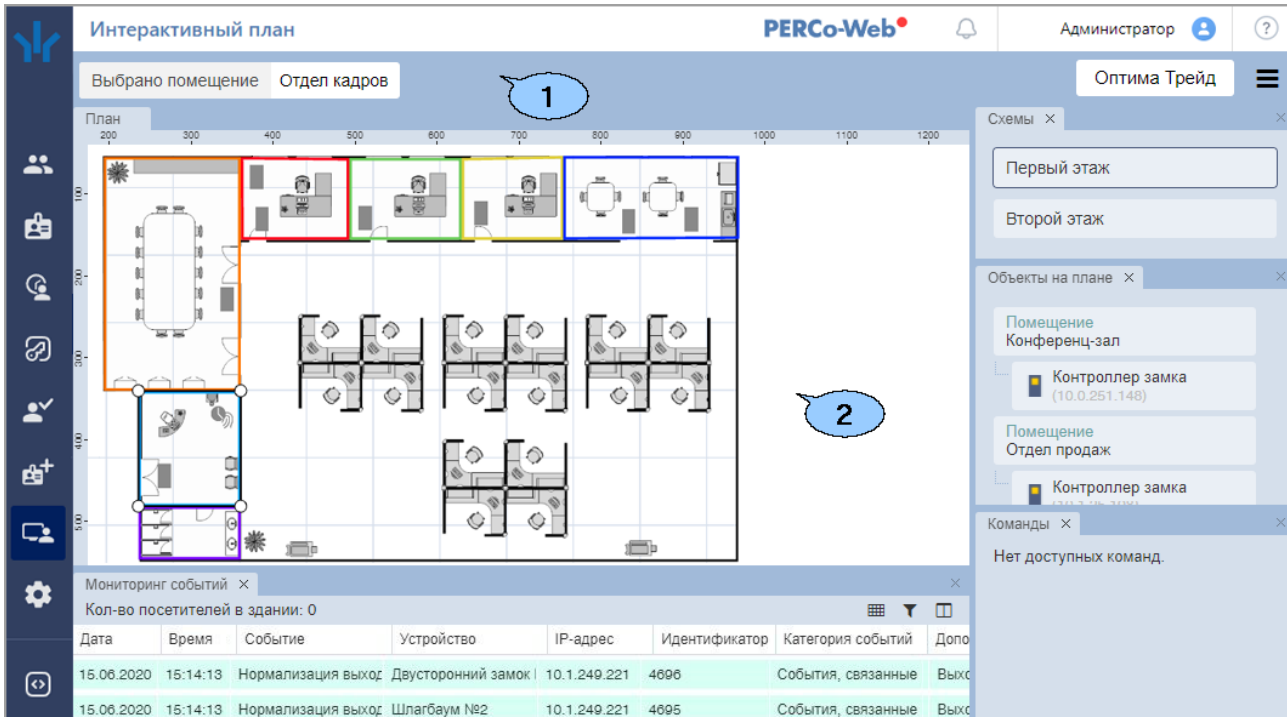 Интерактивный план
PERCo-Web
Администратор
?
Выбрано помещение Отдел кадров
1
Оптима Трейд
План
200 300 400 500 600 700 800 900 1000 1100 1200
100
200
300
400
500
2
Схемы ×
Первый этаж
Второй этаж
Объекты на плане ×
Помещение
Конференц-зал
Контроллер замка
(10.0.251.148)
Помещение
Отдел продаж
Контроллер замка
Команды ×
Нет доступных команд.
Мониторинг событий ×
Кол-во посетителей в здании: 0
Дата Время Событие Устройство IP-адрес Идентификатор Категория событий Допо
15.06.2020 15:14:13 Нормализация выход Двусторонний замок 10.1.249.221 4696 События, связанные Выхо
15.06.2020 15:14:13 Нормализация выход Шлагбаум №2 10.1.249.221 4695 События, связанные Выхо